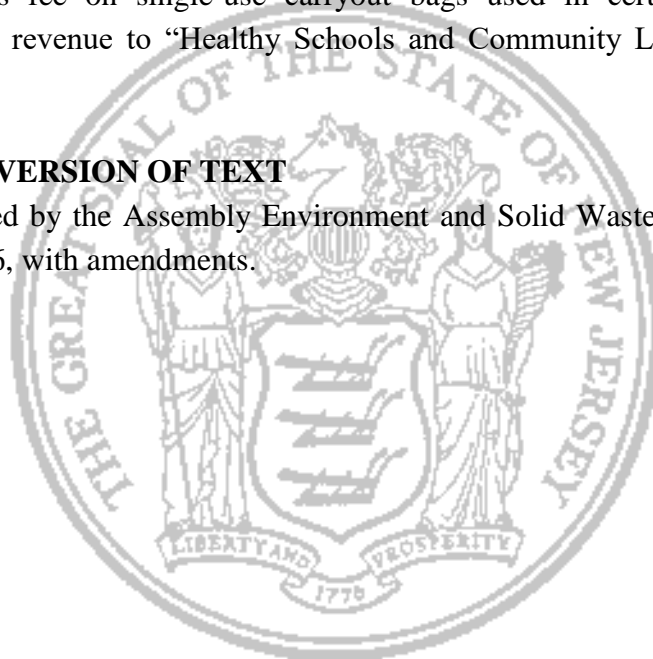 s fee on single-use carryout bags used in cert
revenue to “Healthy Schools and Community L
VERSION OF TEXT
ed by the Assembly Environment and Solid Waste
6, with amendments.
THE GREAT SEAL OF THE STATE OF NEW JERSEY
LIBERTY AND PROSPERITY
1776